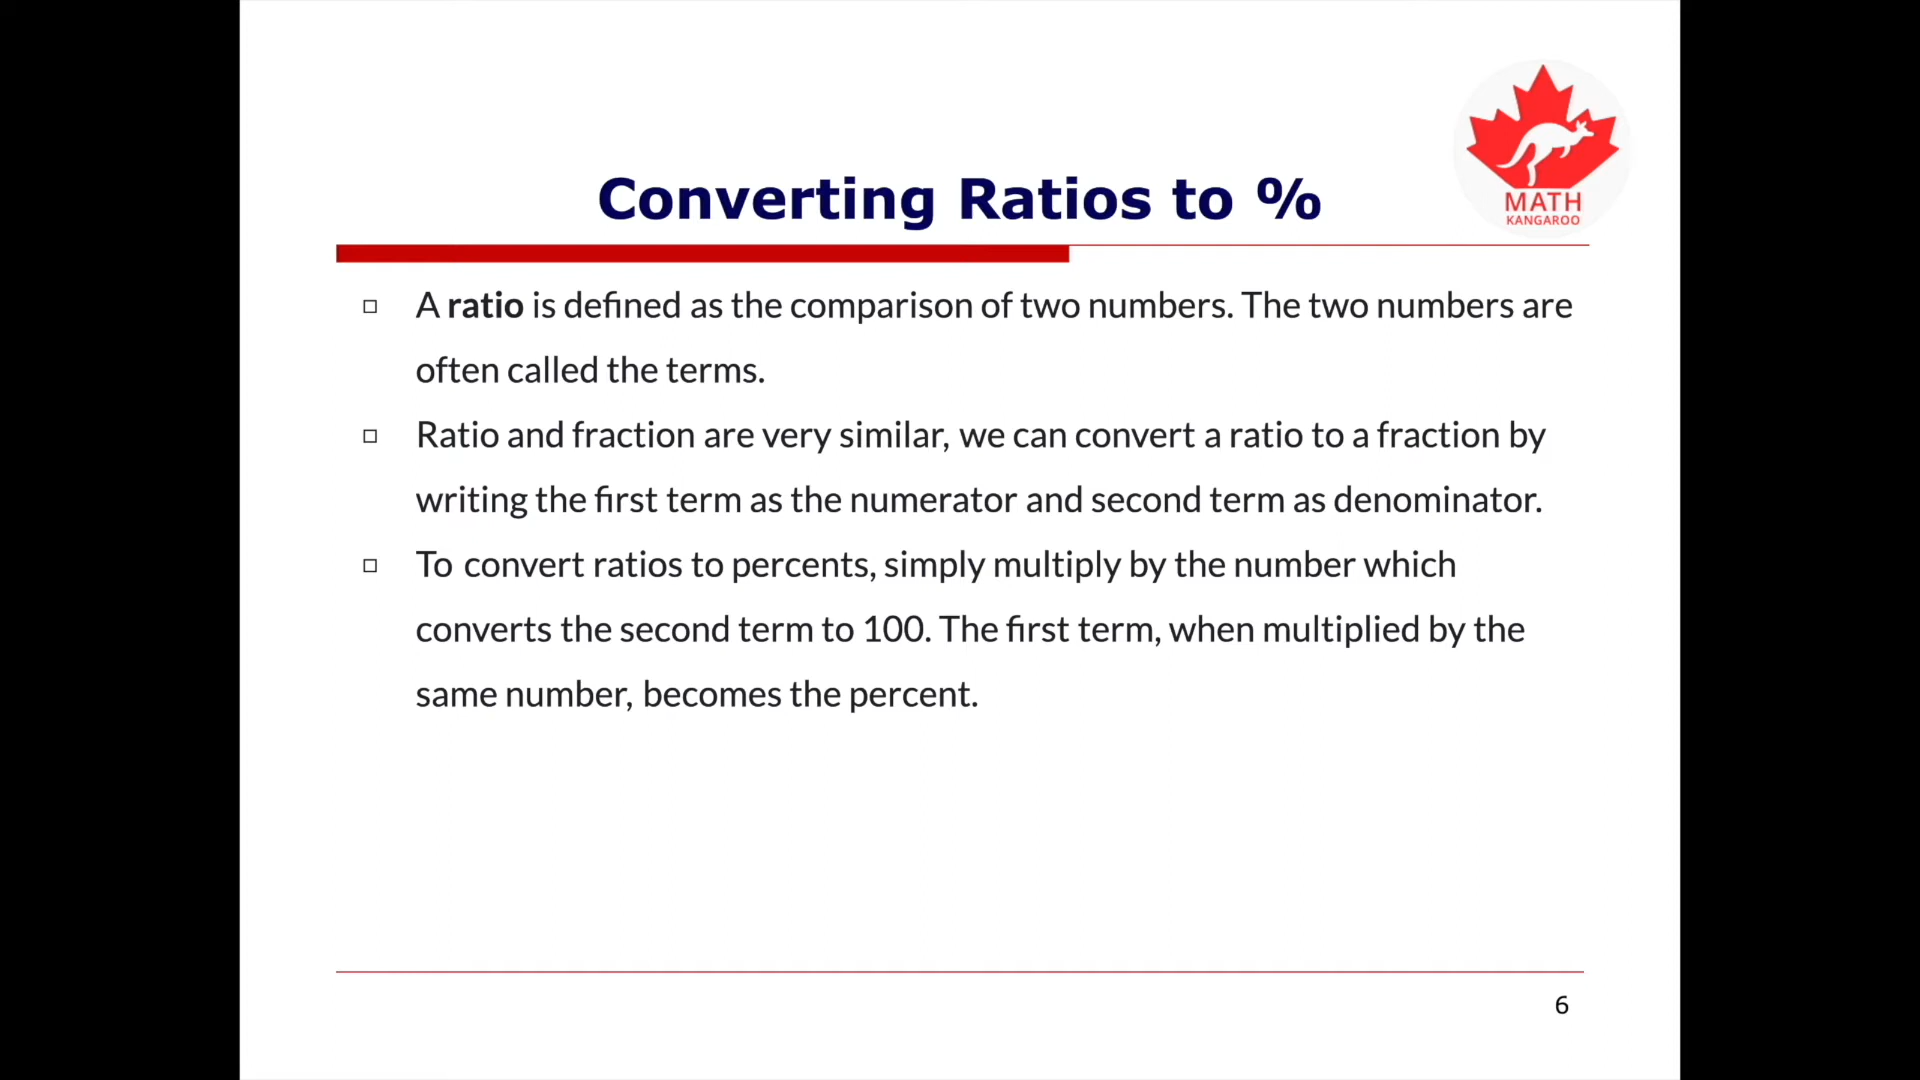 MATH
KANGAROO
Converting Ratios to %
A ratio is defined as the comparison of two numbers. The two numbers are
often called the terms.
Ratio and fraction are very similar, we can convert a ratio to a fraction by
writing the first term as the numerator and second term as denominator.
To convert ratios to percents, simply multiply by the number which
converts the second term to 100. The first term, when multiplied by the
same number, becomes the percent.
6